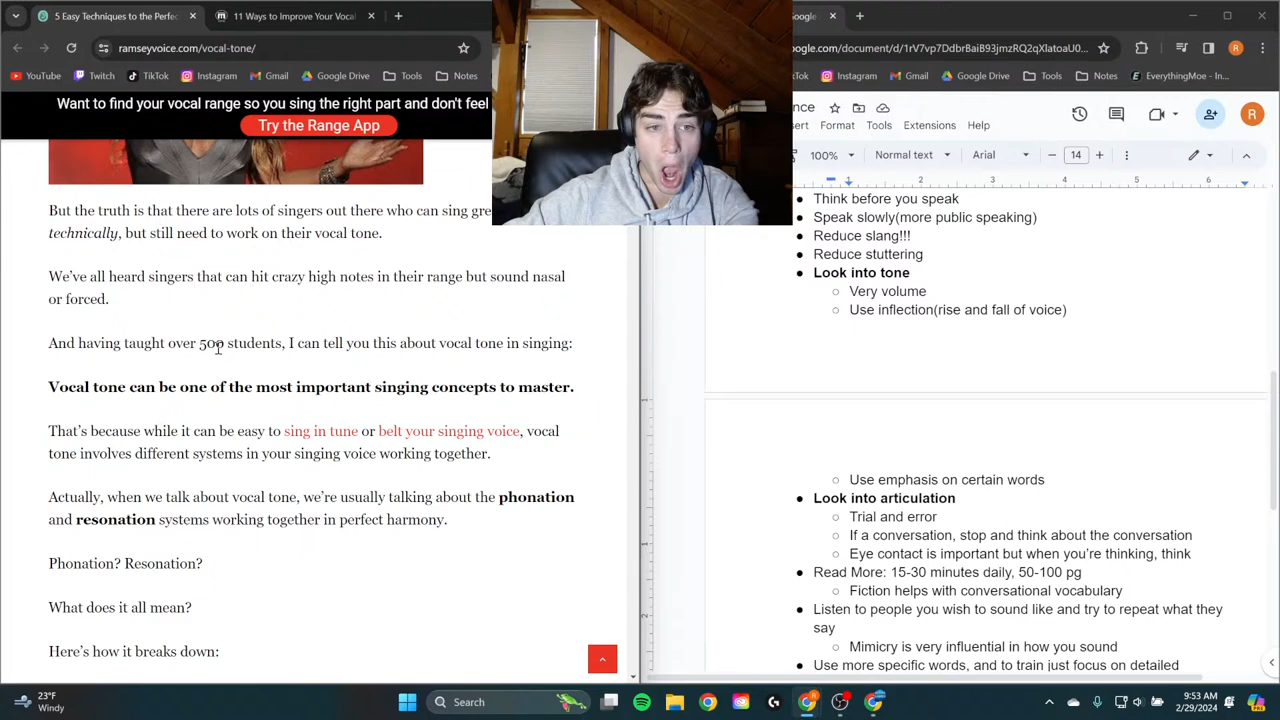 5 Easy Techniques to the Perfec
11 Ways to Improve Your Vocal
Google
ramseyvoice.com/vocal-tone/
google.com/document/d/1rV7vp7DdbrBaiB93jmzRQ2qXlatoaU0...
YouTube
Twitch
TikTok
Instagram
Gmail
Google Drive
Tools
Notes
TikTok
Instagram
Gmail
Google Drive
Tools
Notes
EverythingMoe - In...
Want to find your vocal range so you sing the right part and don't feel
Try the Range App
But the truth is that there are lots of singers out there who can sing gre
technically, but still need to work on their vocal tone.
We've all heard singers that can hit crazy high notes in their range but sound nasal
or forced.
And having taught over 500 students, I can tell you this about vocal tone in singing:
Vocal tone can be one of the most important singing concepts to master.
That's because while it can be easy to sing in tune or belt your singing voice, vocal
tone involves different systems in your singing voice working together.
Actually, when we talk about vocal tone, we're usually talking about the phonation
and resonation systems working together in perfect harmony.
Phonation? Resonation?
What does it all mean?
Here's how it breaks down:
nce
sert
Format
Tools
Extensions
Help
R
R
100%
Normal text
Arial
14
1
2
3
4
5
6
Think before you speak
Speak slowly(more public speaking)
Reduce slang!!!
Reduce stuttering
Look into tone
Very volume
Use inflection(rise and fall of voice)
Use emphasis on certain words
Look into articulation
Trial and error
If a conversation, stop and think about the conversation
Eye contact is important but when you're thinking, think
Read More: 15-30 minutes daily, 50-100 pg
Fiction helps with conversational vocabulary
Listen to people you wish to sound like and try to repeat what they
say
Mimicry is very influential in how you sound
Use more specific words, and to train just focus on detailed
23°F
Windy
Search
9:53 AM
2/29/2024